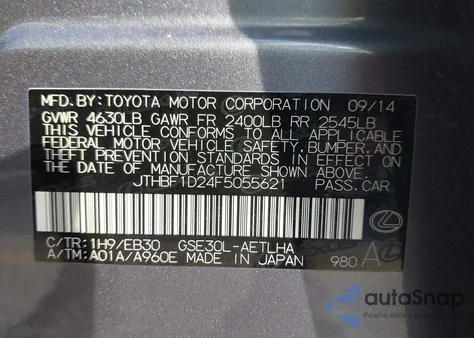 MFD.BY:TOYOTA MOTOR CORPORATION 09/14
GVWR 4630LB GAWR FR 2400LB RR 2545LB
THIS VEHICLE CONFORMS TO ALL APPLICABLE
FEDERAL MOTOR VEHICLE SAFETY,BUMPER,AND
THEFT PREVENTION STANDARDS IN EFFECT ON
THE DATE OF MANUFACTURE SHOWN ABOVE.
JTHBF1D24F5055621 PASS.CAR
C/TR:1H9/EB30 GSE30L-AETLHA
A/TM:A01A/A960E MADE IN JAPAN 980 A
autoSnap